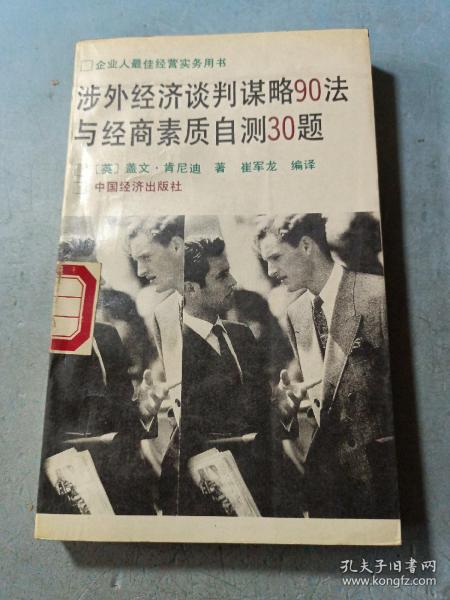 企业人最佳经营实务用书
涉外经济谈判谋略90法
与经商素质自测30题
[英]盖文·肯尼迪 著 崔军龙 编译
中国经济出版社
孔夫子旧书网
www.kongfz.com